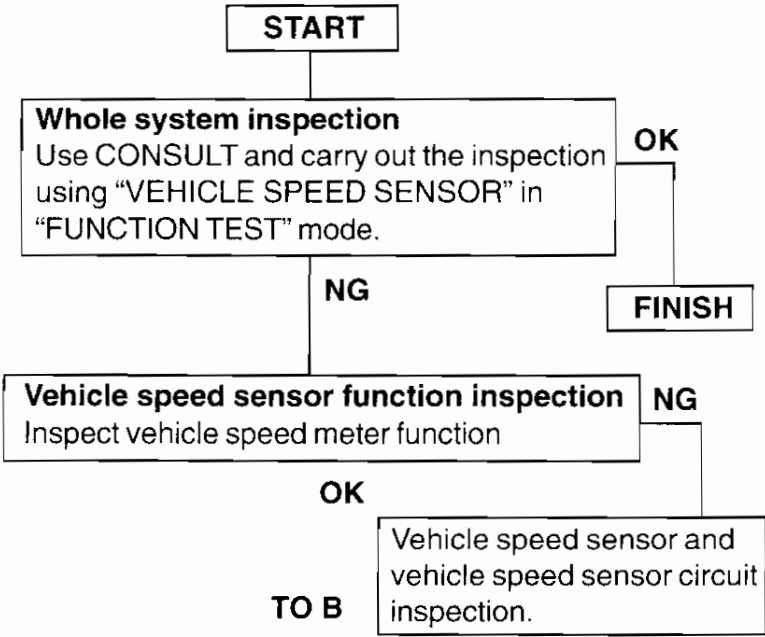 START
Whole system inspection
Use CONSULT and carry out the inspection
using “VEHICLE SPEED SENSOR” in
“FUNCTION TEST” mode.
OK
NG
FINISH
Vehicle speed sensor function inspection
Inspect vehicle speed meter function
NG
OK
Vehicle speed sensor and
vehicle speed sensor circuit
inspection.
TO B